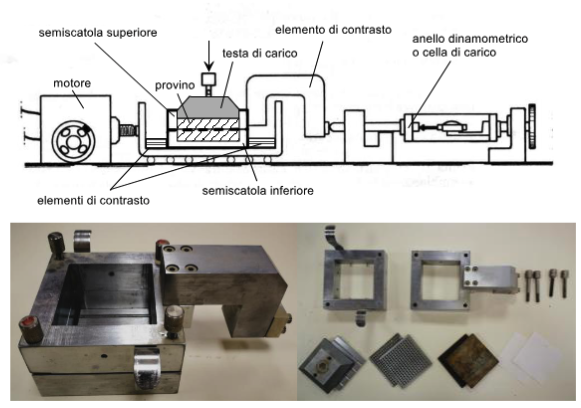 semiscatola superiore
elemento di contrasto
testa di carico
anello dinamometrico
o cella di carico
motore
provino
semiscatola inferiore
elementi di contrasto